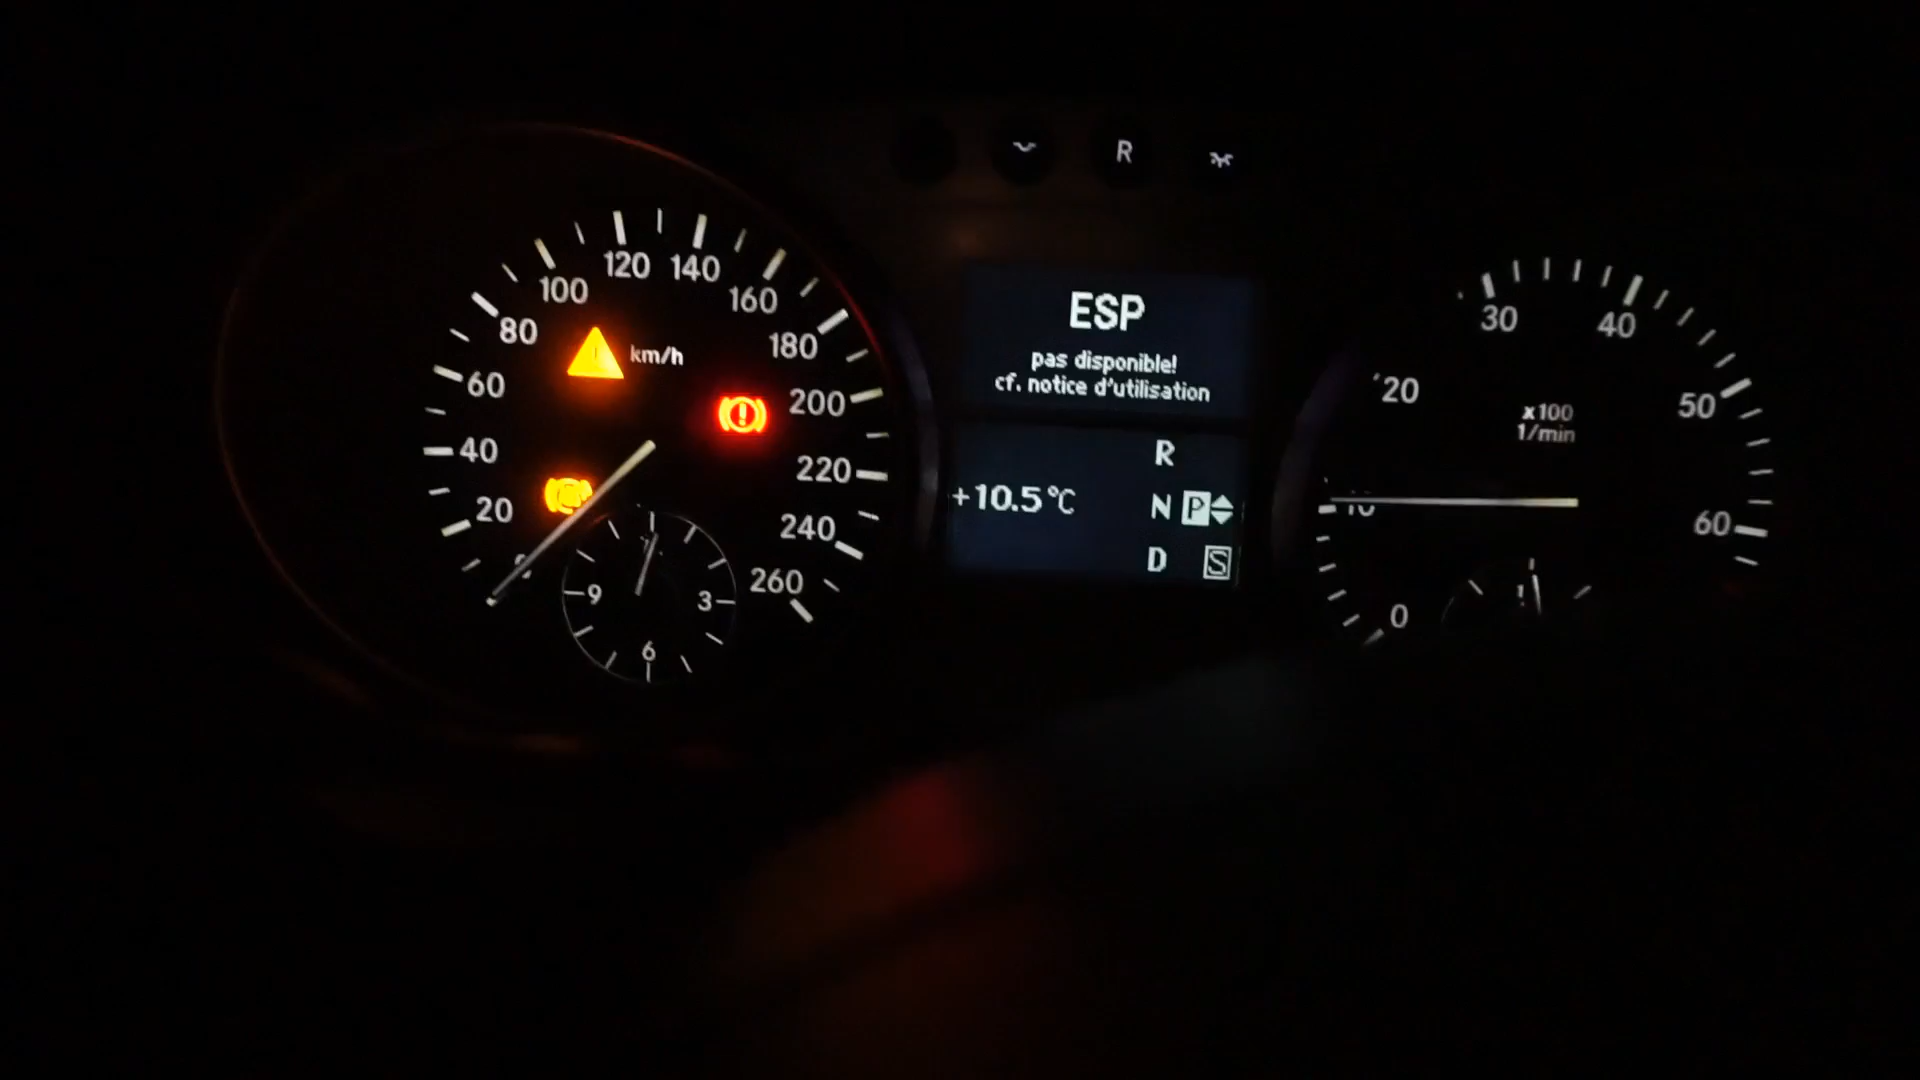 R
120 140
100
160
80
km/h
180
60
200
40
220
20
240
260
9
3
6
ESP
pas disponible!
cf. notice d'utilisation
R
+10.5°C
N P
D S
30
40
20
50
x100
1/min
10
60
0